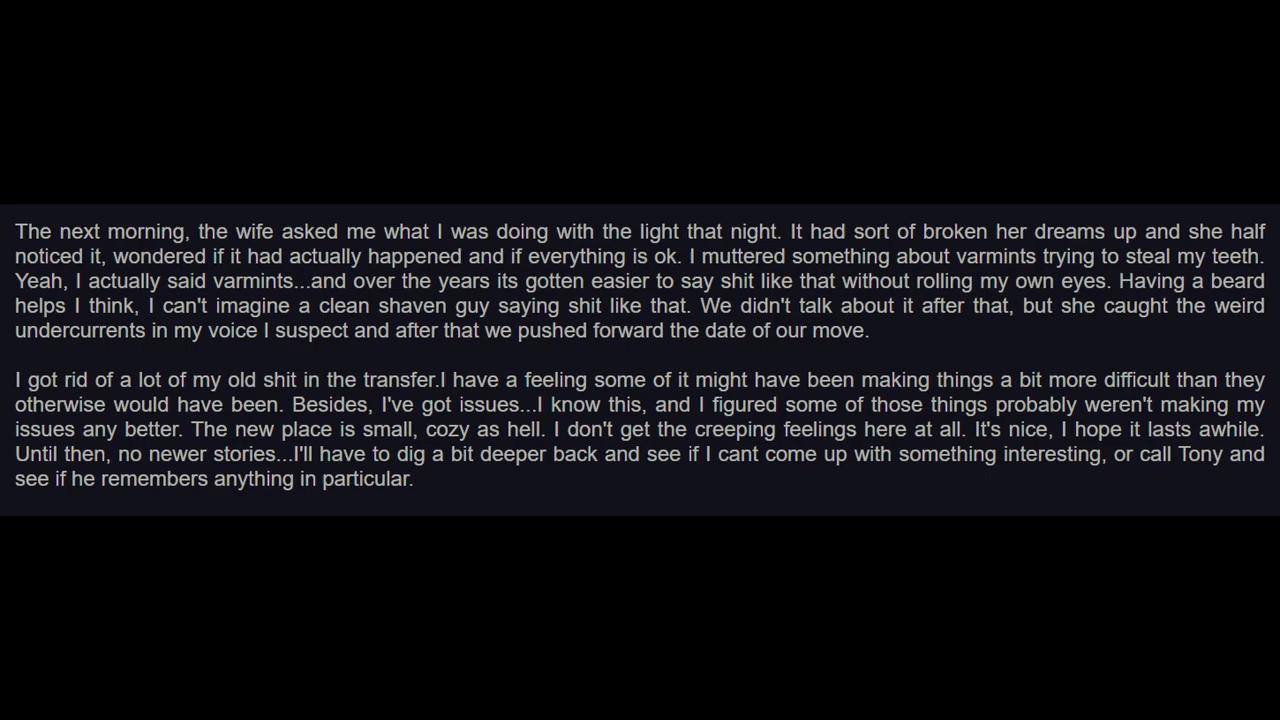 The next morning, the wife asked me what I was doing with the light that night. It had sort of broken her dreams up and she half
noticed it, wondered if it had actually happened and if everything is ok. I muttered something about varmints trying to steal my teeth.
Yeah, I actually said varmints...and over the years its gotten easier to say shit like that without rolling my own eyes. Having a beard
helps I think, I can't imagine a clean shaven guy saying shit like that. We didn't talk about it after that, but she caught the weird
undercurrents in my voice I suspect and after that we pushed forward the date of our move.
I got rid of a lot of my old shit in the transfer.I have a feeling some of it might have been making things a bit more difficult than they
otherwise would have been. Besides, I've got issues...I know this, and I figured some of those things probably weren't making my
issues any better. The new place is small, cozy as hell. I don't get the creeping feelings here at all. It's nice, I hope it lasts awhile.
Until then, no newer stories...I'll have to dig a bit deeper back and see if I cant come up with something interesting, or call Tony and
see if he remembers anything in particular.